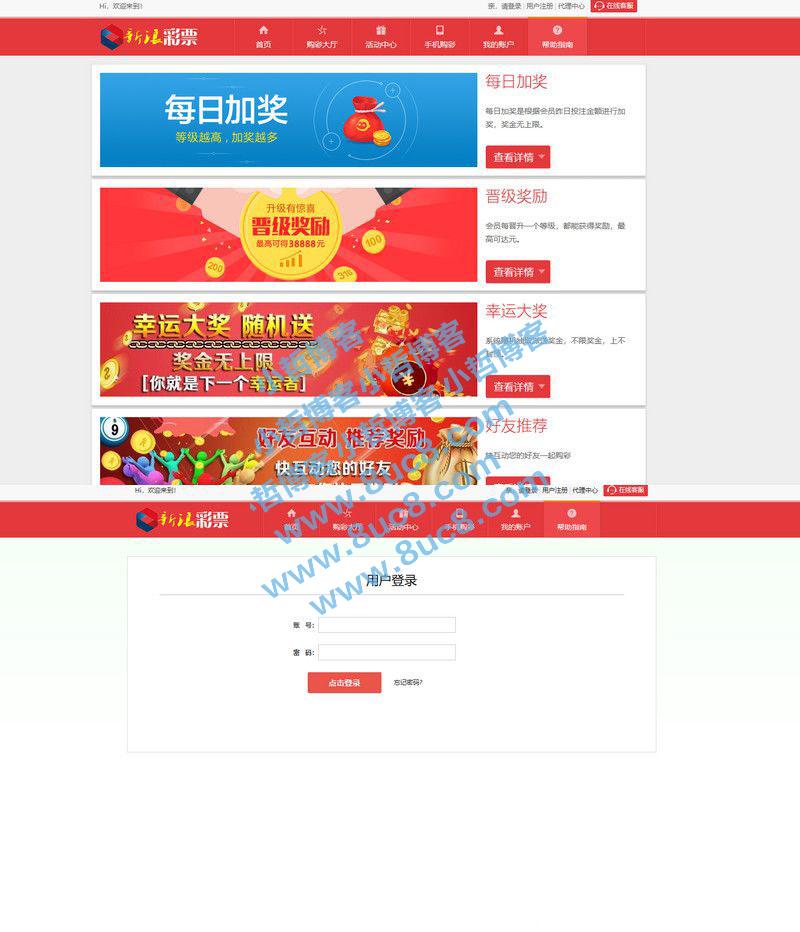 Hi，欢迎来到!
亲，请登录 | 用户注册 | 代理中心
在线客服
新浪彩票
首页
购彩大厅
活动中心
手机购彩
我的账户
帮助指南
每日加奖
等级越高，加奖越多
每日加奖
每日加奖是根据会员昨日投注金额进行加
奖，奖金无上限。
查看详情
升级有惊喜
晋级奖励
最高可得38888元
200
100
晋级奖励
会员每晋升一个等级，都能获得奖励，最
高可达元。
查看详情
幸运大奖 随机送
奖金无上限
[你就是下一个幸运者]
幸运大奖
奖金，不限奖金，上不
查看详情
9
好友互动 推荐奖励
快互动您的好友
好友推荐
快互动您的好友一起购彩
哲博客小哲博客小哲博客
www.8uc8.com
www.8uc8.com
Hi，欢迎来到!
亲，请登录 | 用户注册 | 代理中心
在线客服
新浪彩票
首页
购彩大厅
活动中心
手机购彩
我的账户
帮助指南
用户登录
账 号:
密 码:
点击登录
忘记密码?